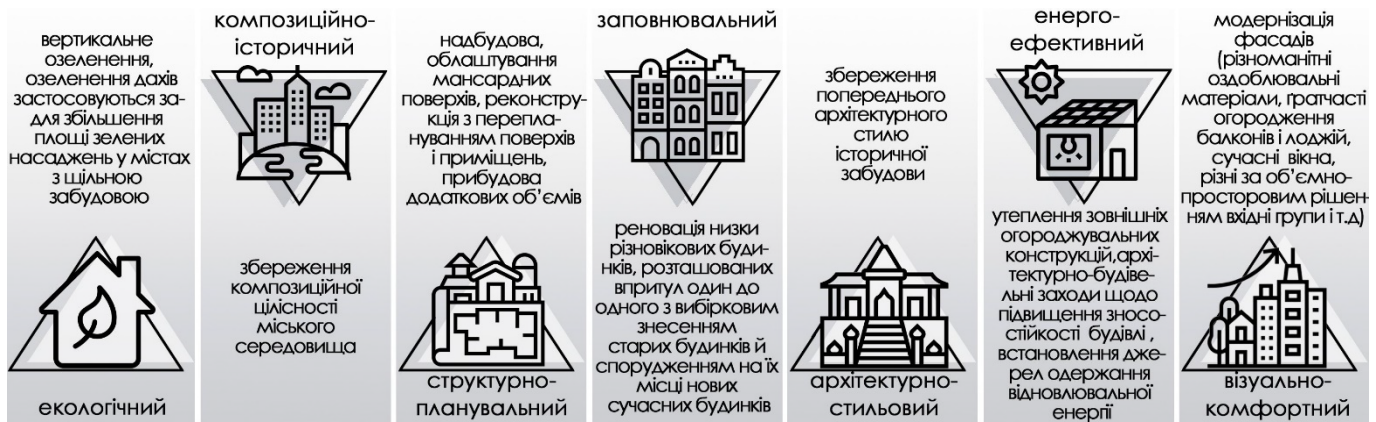 вертикальне
озеленення,
озеленення дахів
застосовуються за-
для збільшення
площі зелених
насаджень у містах
з щільною
забудовою
екологічний
композиційно-
історичний
збереження
композиційної
цілісності
міського
середовища
надбудова,
облаштування
мансардних
поверхів, реконстру-
кція з перепла-
нуванням поверхів
і приміщень,
прибудова
додаткових об’ємів
структурно-
планувальний
заповнювальний
реновація низки
різновікових буди-
нків, розташованих
впритул один до
одного з вибірковим
знесенням
старих будинків й
спорудженням на їх
місці нових
сучасних будинків
збереження
попереднього
архітектурного
стилю
історичної
забудови
архітектурно-
стильовий
енерго-
ефективний
утеплення зовнішніх
огороджувальних
конструкцій,архі-
тектурно-будіве-
льні заходи щодо
підвищення зносо-
стійкості будівлі ,
встановлення дже-
рел одержання
відновлювальної
енергії
модернізація
фасадів
(різноманітні
оздоблювальні
матеріали, ґратчасті
огородження
балконів і лоджій,
сучасні вікна,
різні за об’ємно-
просторовим рішен-
ням вхідні групи і т.д)
візуально-
комфортний